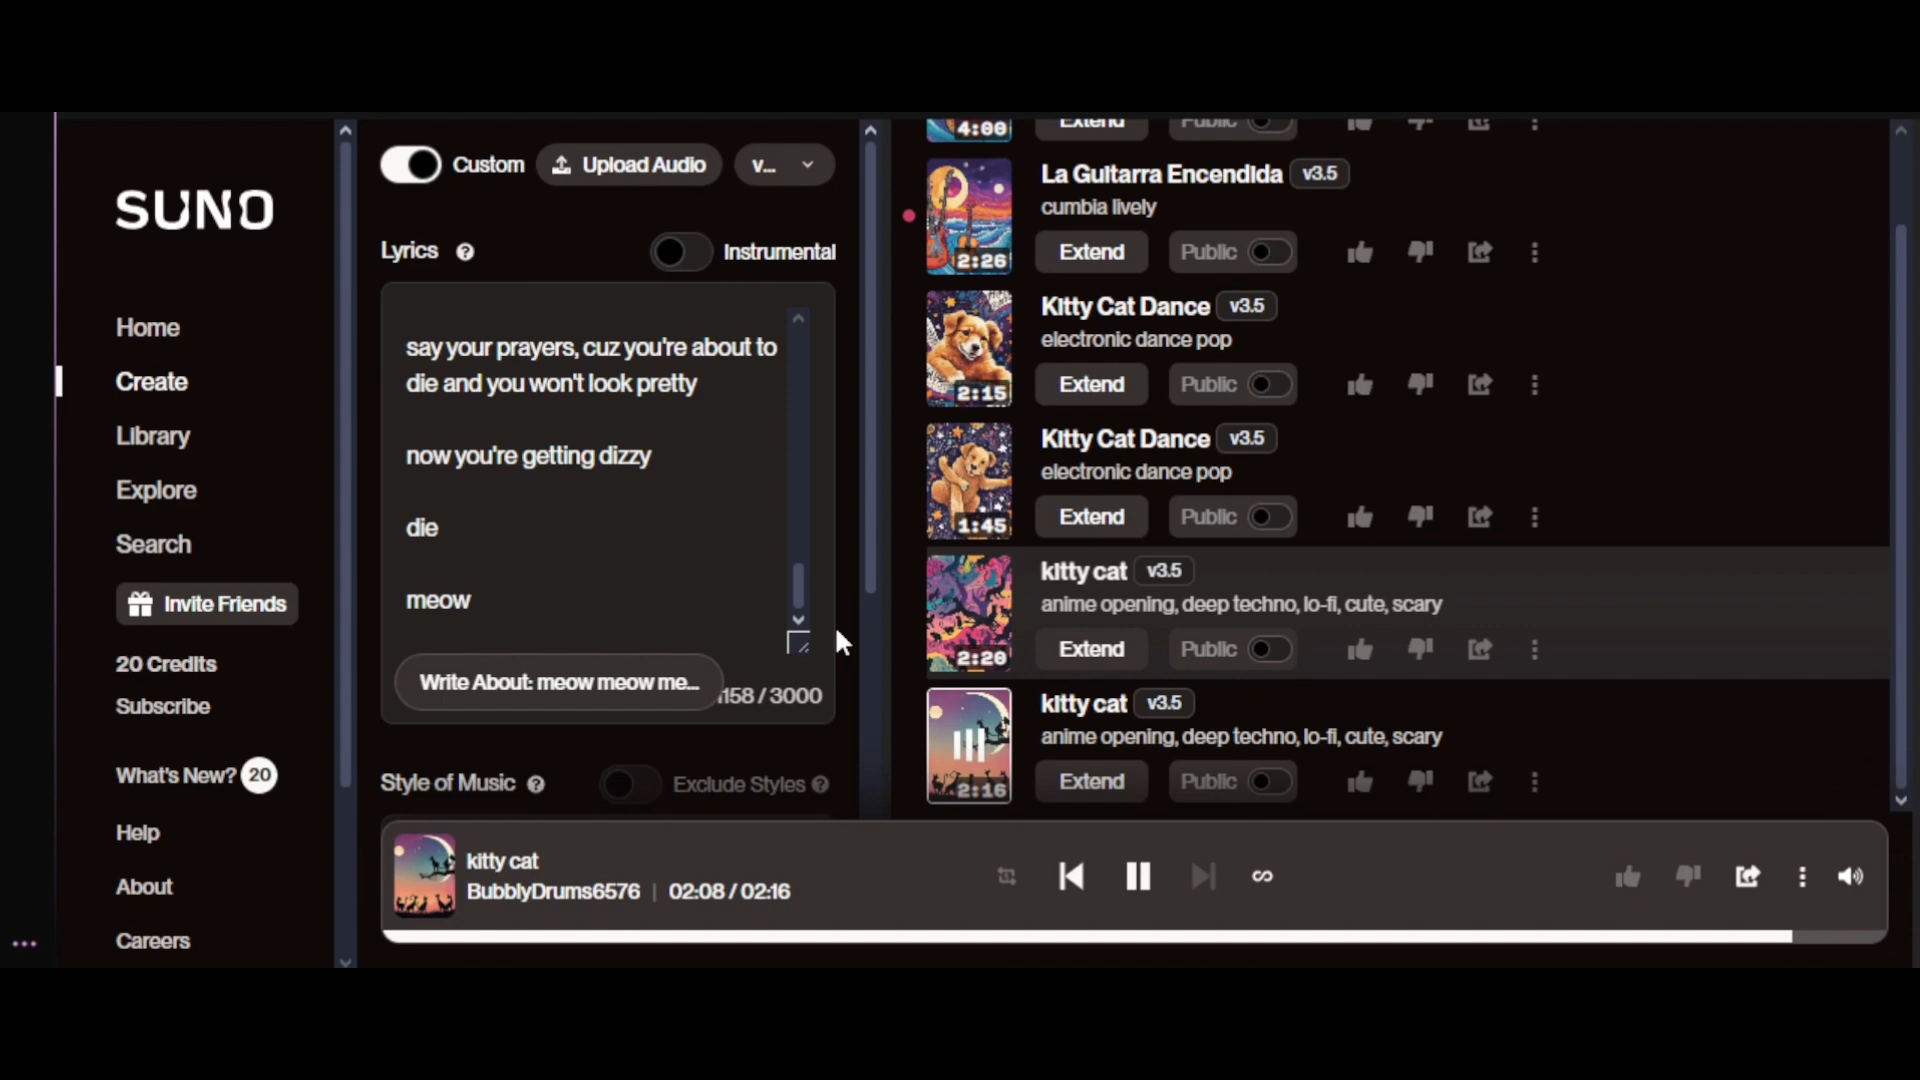 SUNO
Home
Create
Library
Explore
Search
Invite Friends
20 Credits
Subscribe
What's New? 20
Help
About
Careers
Custom
Upload Audio
v...
Lyrics
Instrumental
say your prayers, cuz you're about to
die and you won't look pretty
now you're getting dizzy
die
meow
Write About: meow meow me...
158 / 3000
Style of Music
Exclude Styles
4:00
Extend
Public
La Guitarra Encendida v3.5
cumbia lively
2:26
Extend
Public
Kitty Cat Dance v3.5
electronic dance pop
2:15
Extend
Public
Kitty Cat Dance v3.5
electronic dance pop
1:45
Extend
Public
kitty cat v3.5
anime opening, deep techno, lo-fi, cute, scary
2:20
Extend
Public
kitty cat v3.5
anime opening, deep techno, lo-fi, cute, scary
2:16
Extend
Public
kitty cat
BubblyDrums6576 | 02:08 / 02:16